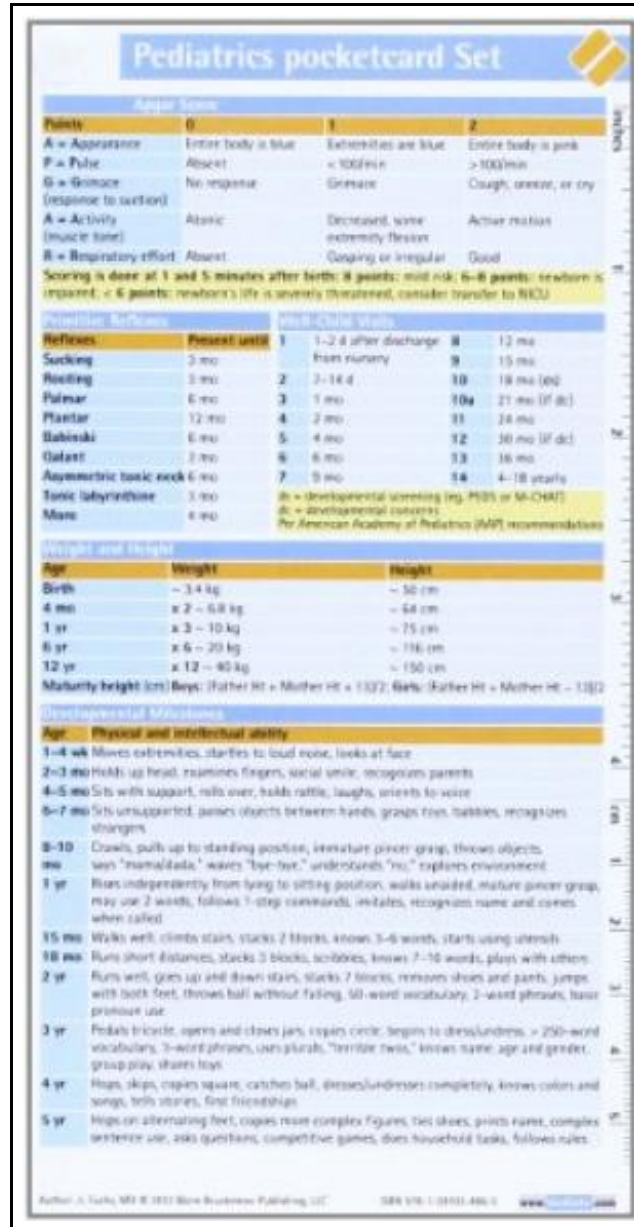 Pediatrics pocketcard Set
Apgar Score
Points 0 1 2
A = Appearance Entire body is blue Extremities are blue Entire body is pink
P = Pulse Absent < 100/min >100/min
G = Grimace No response Grimace Cough, sneeze, or cry
(response to suction)
A = Activity Atonic Decreased, some Active motion
(muscle tone) extremity flexion
R = Respiratory effort Absent Gasping or irregular Good
Scoring is done at 1 and 5 minutes after birth: 8 points: mild risk; 6–8 points: newborn is
impaired; < 6 points: newborn's life is severely threatened, consider transfer to NICU
Primitive Reflexes Well-Child Visits
Reflexes Present until 1 1–2 d after discharge 8 12 mo
Sucking 3 mo from nursery 9 15 mo
Rooting 3 mo 2 7–14 d 10 18 mo
Palmar 6 mo 3 1 mo 10a 21 mo (if dc)
Plantar 12 mo 4 2 mo 11 24 mo
Babinski 6 mo 5 4 mo 12 30 mo (if dc)
Galant 6 6 mo 13 36 mo
Asymmetric tonic neck 6 mo 7 9 mo 14 4–18 yearly
Tonic labyrinthine 3 mo = developmental screening (eg, PEDS or M-CHAT)
Moro 4 mo dc = developmental concerns
Per American Academy of Pediatrics (AAP) recommendations
Weight and Height
Age Weight Height
Birth ~ 3.4 kg ~ 50 cm
4 mo x 2 ~ 6.8 kg ~ 64 cm
1 yr x 3 ~ 10 kg ~ 75 cm
6 yr x 6 ~ 20 kg ~ 116 cm
12 yr x 12 ~ 40 kg ~ 150 cm
Maturity height (cm) Boys: (Father Ht + Mother Ht + 13)/2; Girls: (Father Ht + Mother Ht – 13)/2
Developmental Milestones
Age Physical and intellectual ability
1–4 wk Moves extremities, startles to loud noise, looks at face
2–3 mo Holds up head, examines fingers, social smile, recognizes parents
4–5 mo Sits with support, rolls over, holds rattle, laughs, orients to voice
6–7 mo Sits unsupported, passes objects between hands, grasps toys, babbles, recognizes
strangers
8–10 Crawls, pulls up to standing position, immature pincer grasp, throws objects,
mo says "mama/dada," waves "bye-bye," understands "no," explores environment
1 yr Rises independently from lying to sitting position, walks unaided, mature pincer grasp,
may use 2 words, follows 1-step commands, imitates, recognizes name and comes
when called
15 mo Walks well, climbs stairs, stacks 2 blocks, knows 3–6 words, starts using utensils
18 mo Runs short distances, stacks 3 blocks, scribbles, knows 7–10 words, plays with others
2 yr Runs well, goes up and down stairs, stacks 7 blocks, removes shoes and pants, jumps
with both feet, throws ball without falling, 50-word vocabulary, 2-word phrases, basic
pronoun use
3 yr Pedals tricycle, opens and closes jars, copies circle, begins to dress/undress, > 250-word
vocabulary, 3-word phrases, uses plurals, "terrible twos," knows name, age and gender,
group play, shares toys
4 yr Hops, skips, copies square, catches ball, dresses/undresses completely, knows colors and
songs, tells stories, first friendships
5 yr Hops on alternating feet, copies more complex figures, ties shoes, prints name, complex
sentence use, asks questions, competitive games, does household tasks, follows rules
inches
1
2
3
4
cm
1
2
3
4
5
Publishing, LLC